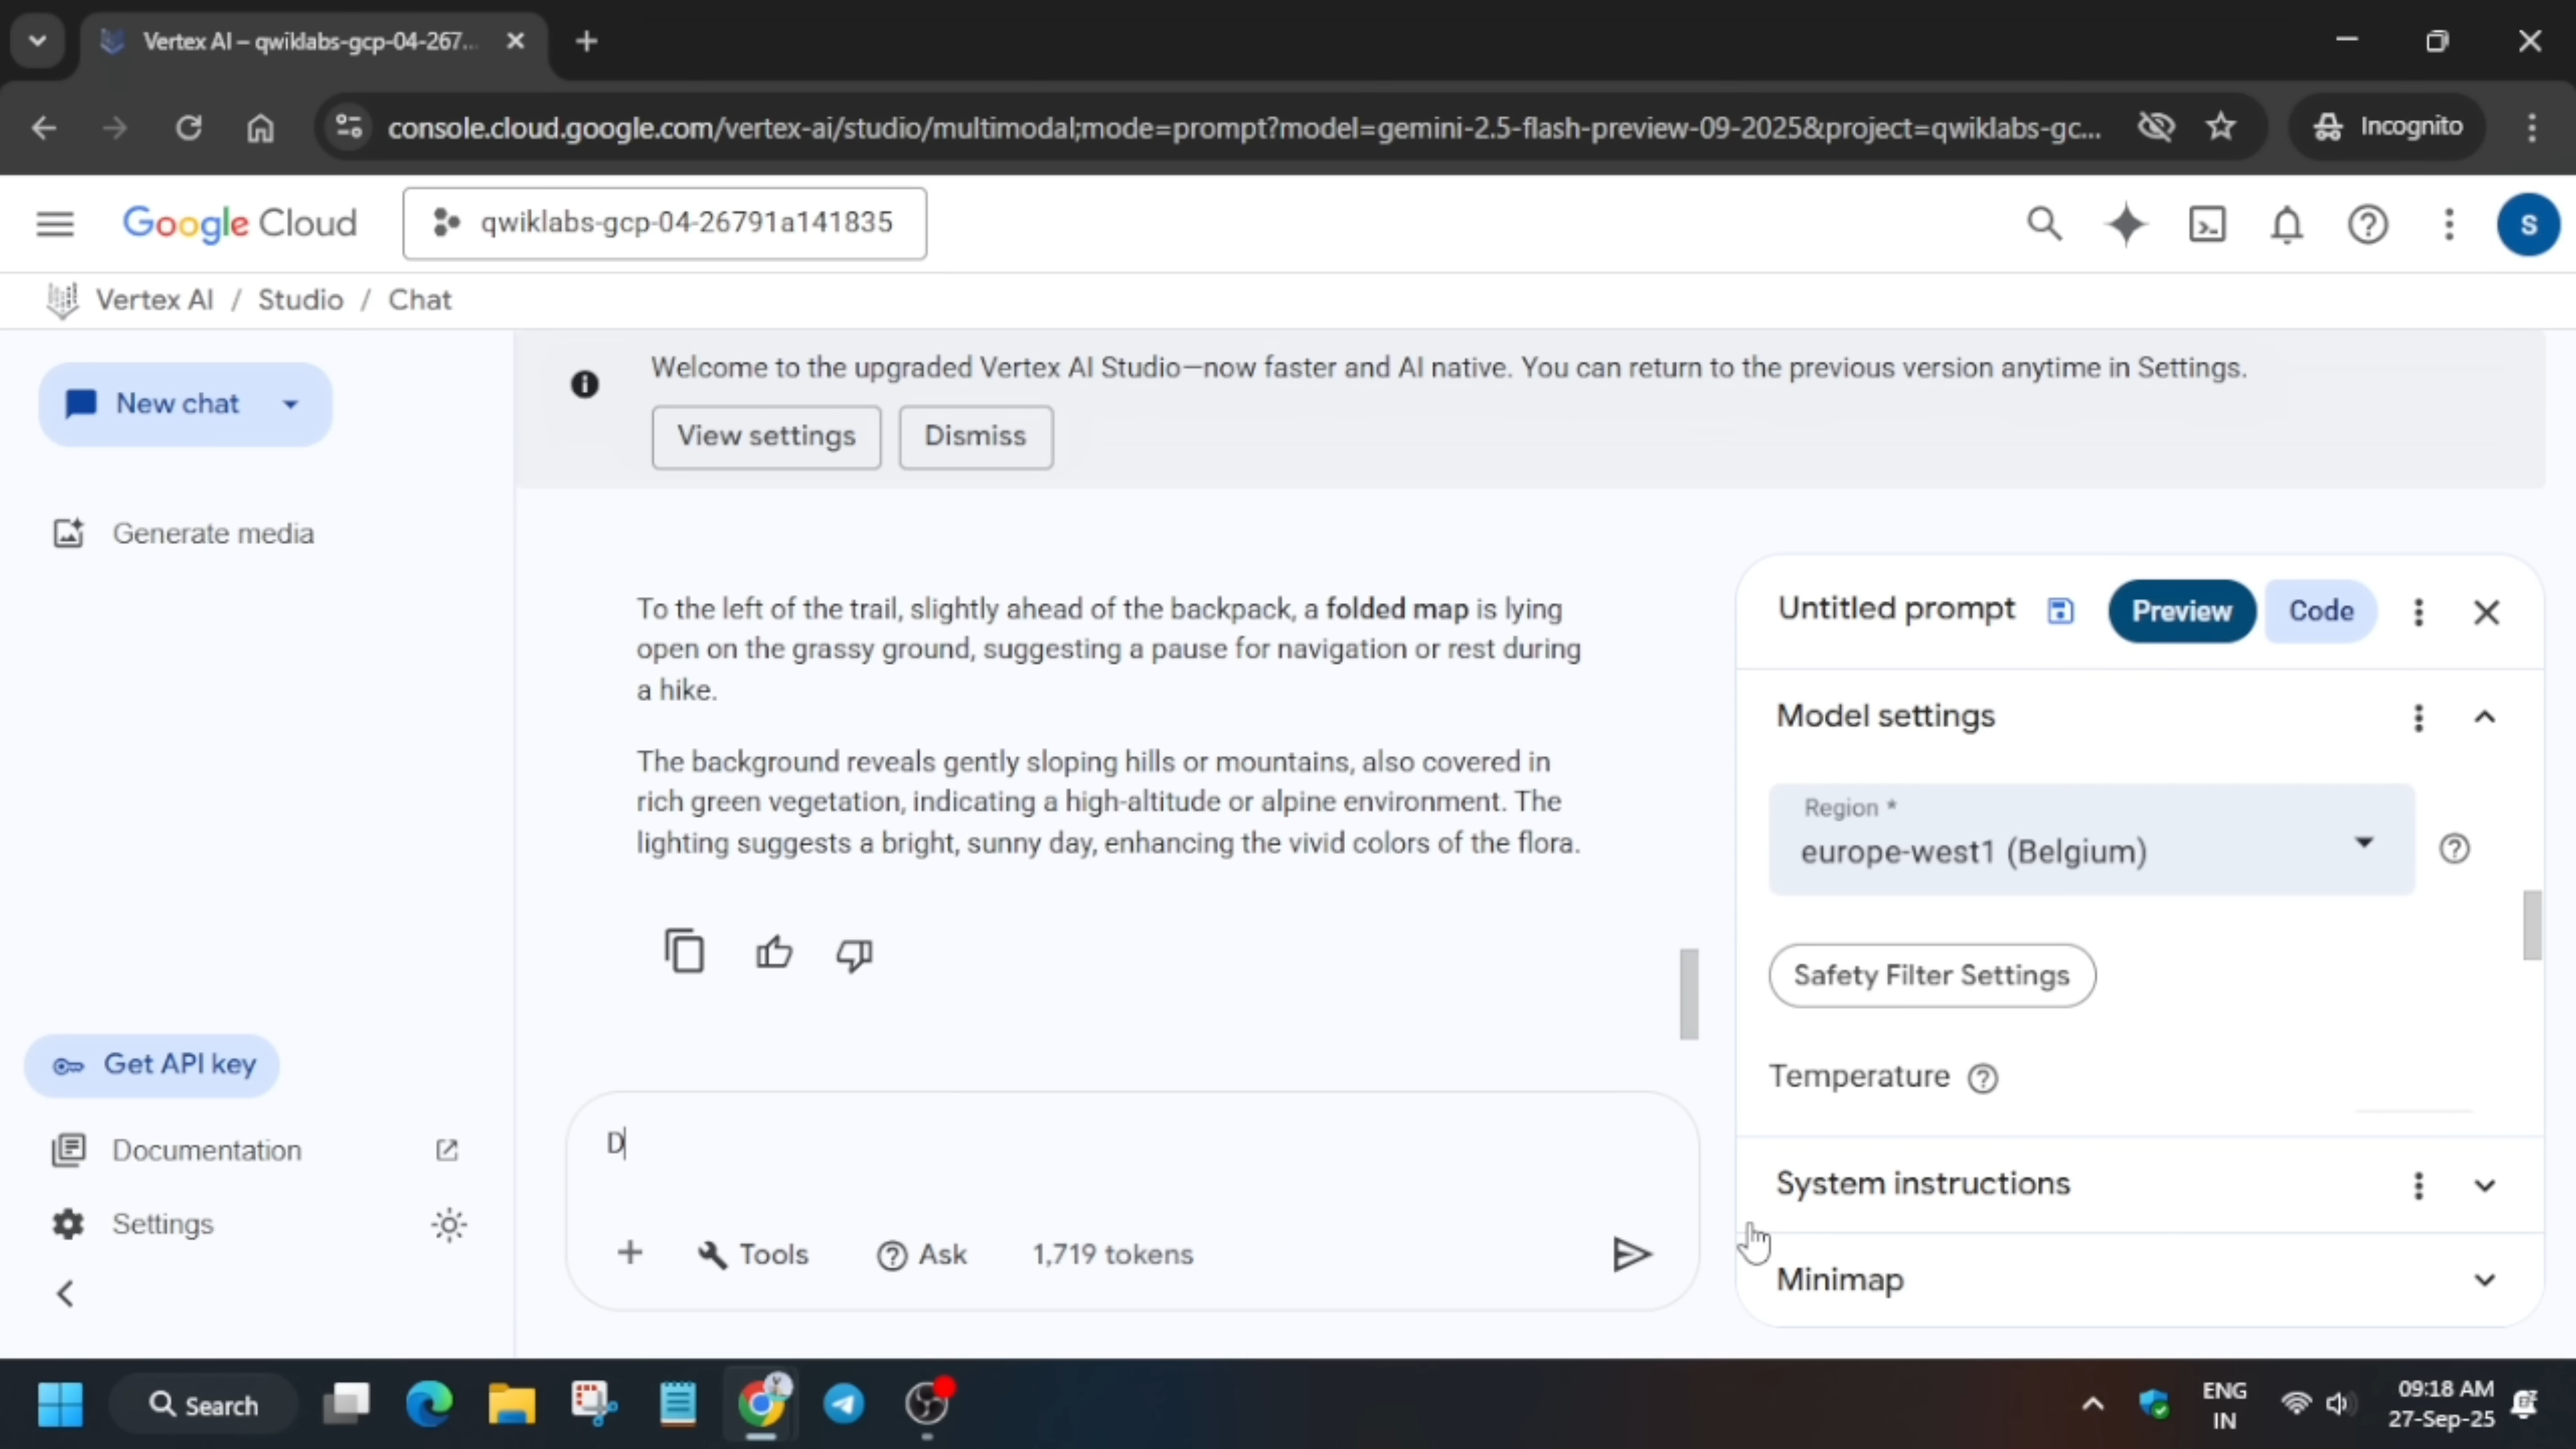 Vertex AI – qwiklabs-gcp-04-267...
console.cloud.google.com/vertex-ai/studio/multimodal;mode=prompt?model=gemini-2.5-flash-preview-09-2025&project=qwiklabs-gc...
Incognito
Google Cloud
qwiklabs-gcp-04-26791a141835
S
Vertex AI / Studio / Chat
New chat
Generate media
Get API key
Documentation
Settings
Welcome to the upgraded Vertex AI Studio—now faster and AI native. You can return to the previous version anytime in Settings.
View settings
Dismiss
To the left of the trail, slightly ahead of the backpack, a folded map is lying
open on the grassy ground, suggesting a pause for navigation or rest during
a hike.
The background reveals gently sloping hills or mountains, also covered in
rich green vegetation, indicating a high-altitude or alpine environment. The
lighting suggests a bright, sunny day, enhancing the vivid colors of the flora.
D
Tools
Ask
1,719 tokens
Untitled prompt
Preview
Code
Model settings
Region *
europe-west1 (Belgium)
Safety Filter Settings
Temperature
System instructions
Minimap
Search
ENG
IN
09:18 AM
27-Sep-25